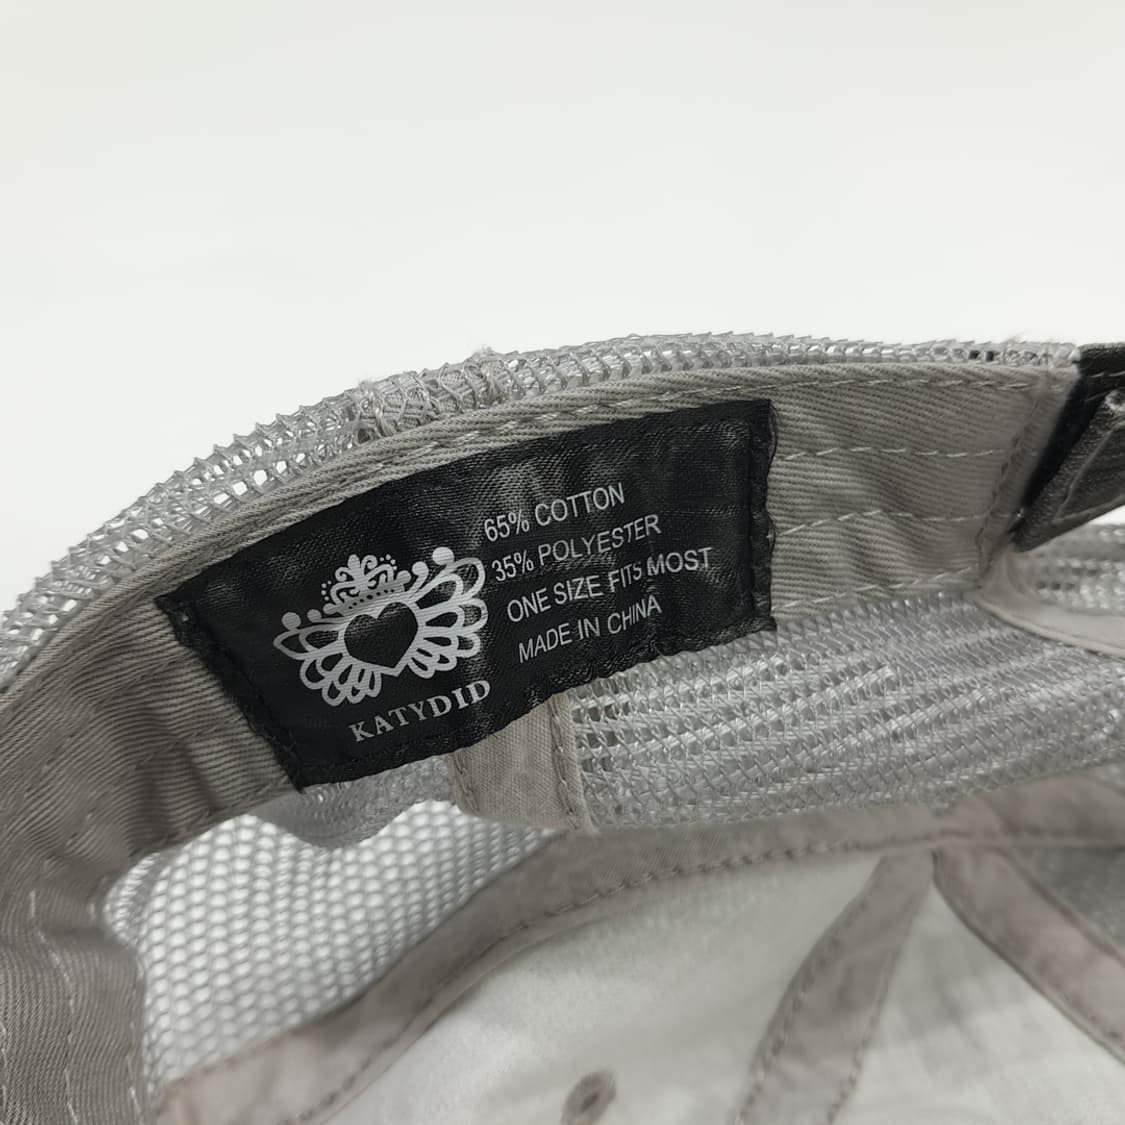 65% COTTON
35% POLYESTER
ONE SIZE FITS MOST
MADE IN CHINA
KATYDID